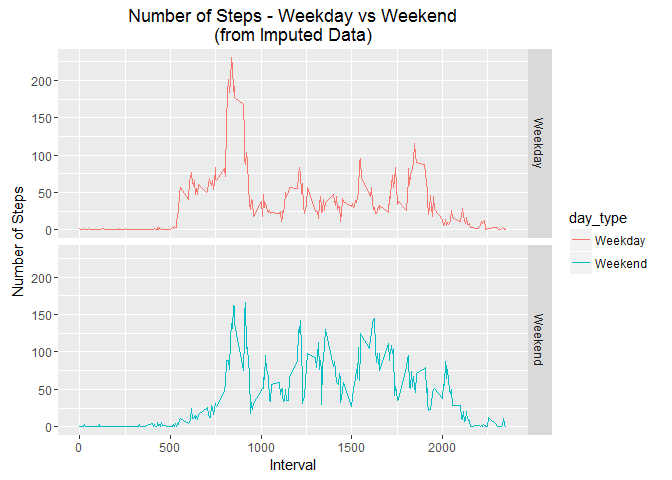 Number of Steps - Weekday vs Weekend
(from Imputed Data)
Number of Steps
200
150
100
50
0
Weekday
200
150
100
50
0
Weekend
0
500
1000
1500
2000
Interval
day_type
Weekday
Weekend